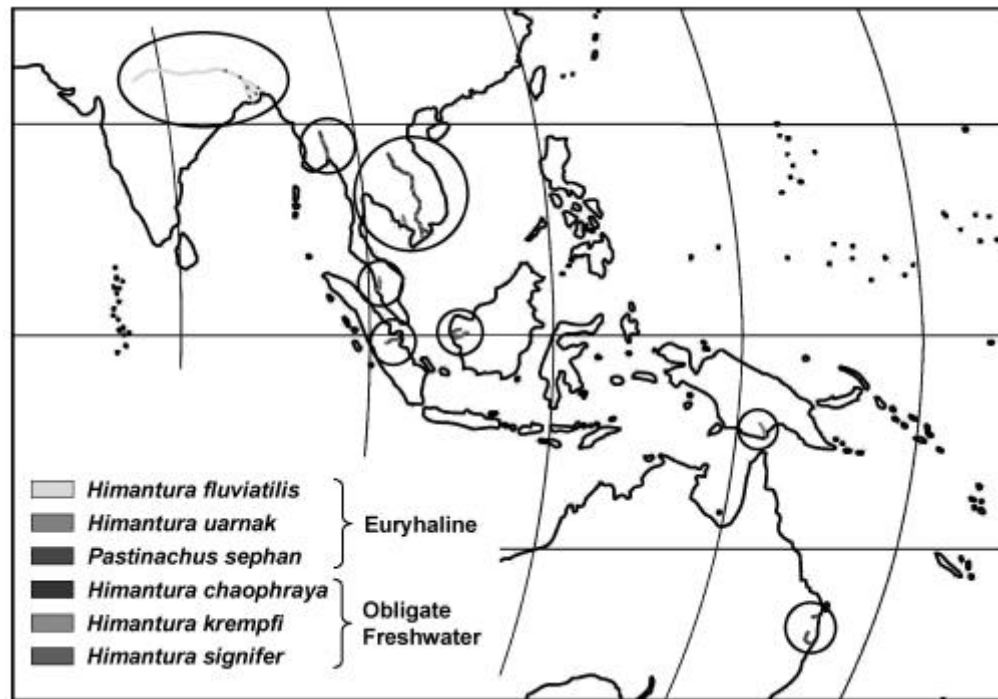 Himantura fluviatilis
Himantura uarnak
Pastinachus sephan
Euryhaline
Himantura chaophraya
Himantura krempfi
Himantura signifer
Obligate
Freshwater